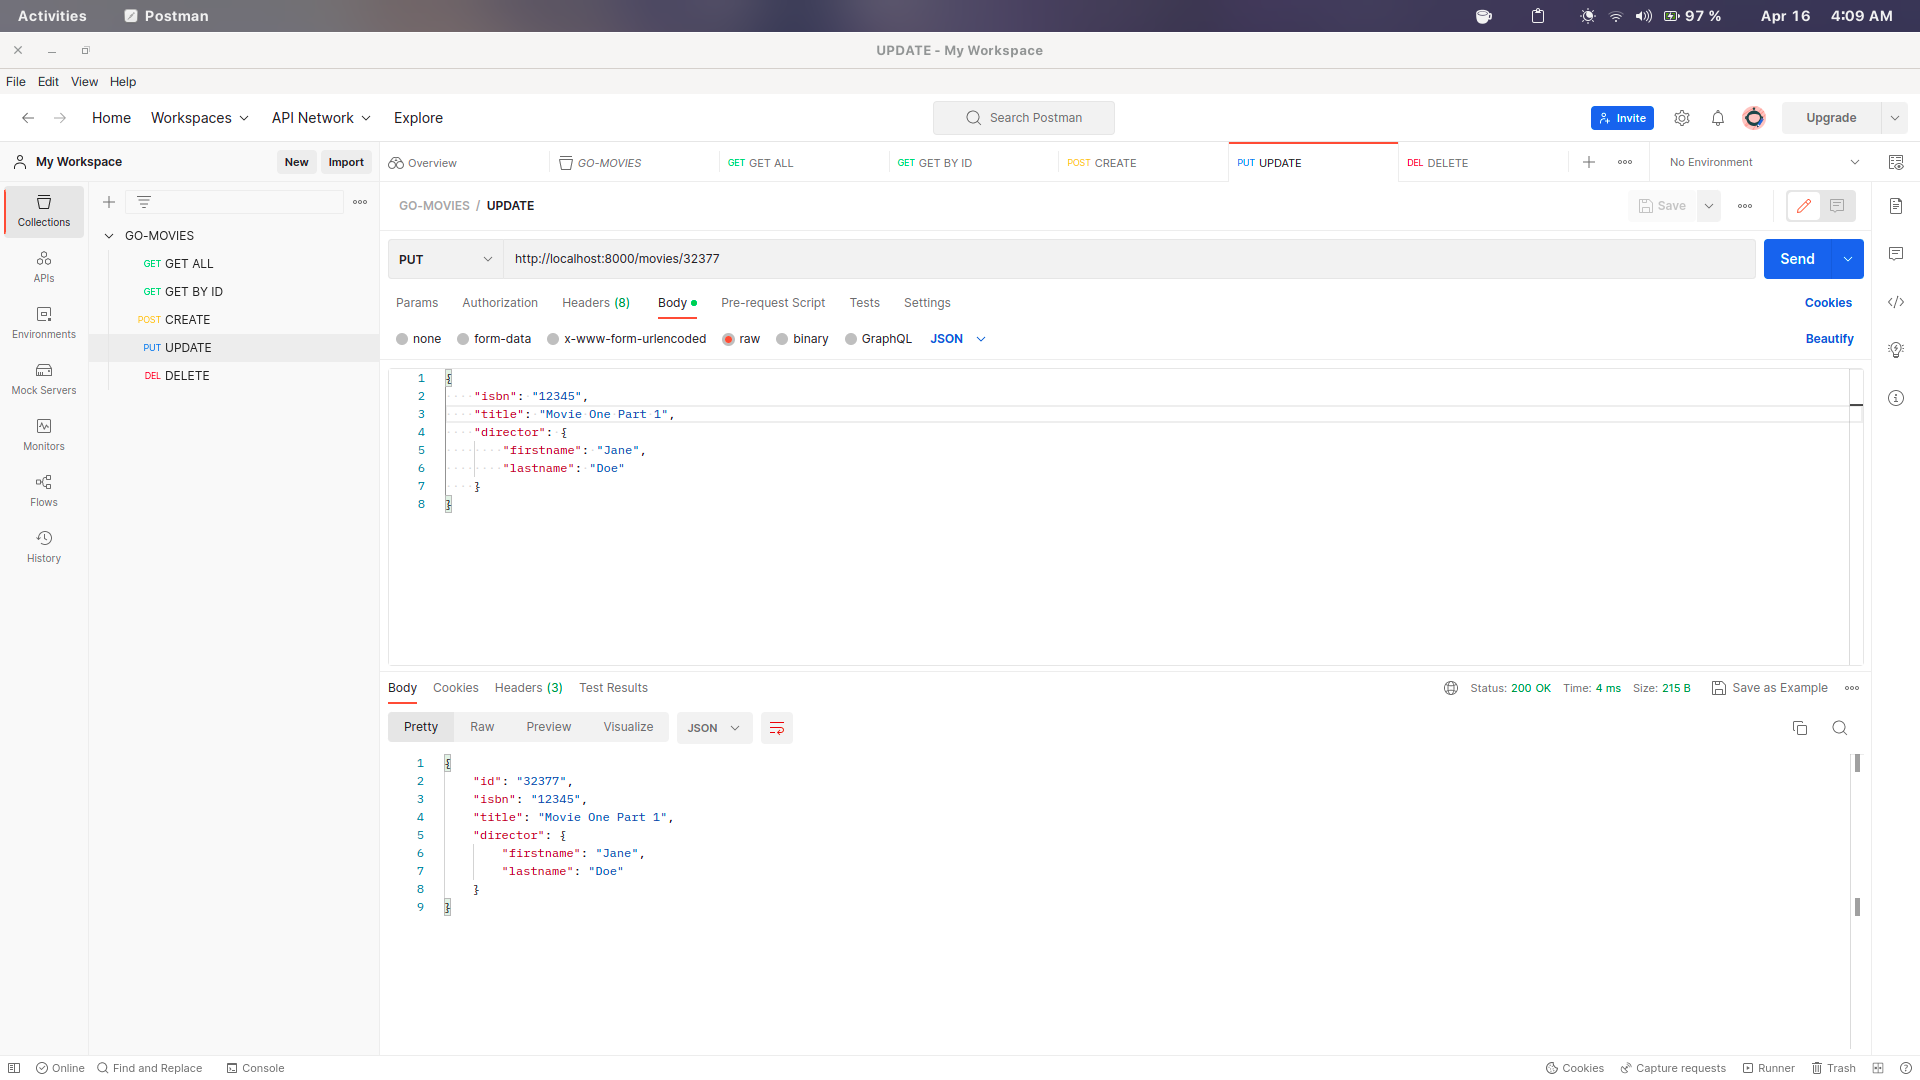 Activities Postman 97 % Apr 16 4:09 AM
UPDATE - My Workspace
File Edit View Help
Home Workspaces API Network Explore Search Postman Invite Upgrade
My Workspace New Import Overview GO-MOVIES GET GET ALL GET GET BY ID POST CREATE PUT UPDATE DEL DELETE No Environment
Collections
APIs
Environments
Mock Servers
Monitors
Flows
History
GO-MOVIES
GET GET ALL
GET GET BY ID
POST CREATE
PUT UPDATE
DEL DELETE
GO-MOVIES / UPDATE Save
PUT http://localhost:8000/movies/32377 Send
Params Authorization Headers (8) Body Pre-request Script Tests Settings Cookies
none form-data x-www-form-urlencoded raw binary GraphQL JSON Beautify
1 {
2 "isbn": "12345",
3 "title": "Movie One Part 1",
4 "director": {
5 "firstname": "Jane",
6 "lastname": "Doe"
7 }
8 }
Body Cookies Headers (3) Test Results Status: 200 OK Time: 4 ms Size: 215 B Save as Example
Pretty Raw Preview Visualize JSON
1 {
2 "id": "32377",
3 "isbn": "12345",
4 "title": "Movie One Part 1",
5 "director": {
6 "firstname": "Jane",
7 "lastname": "Doe"
8 }
9 }
Online Find and Replace Console Cookies Capture requests Runner Trash